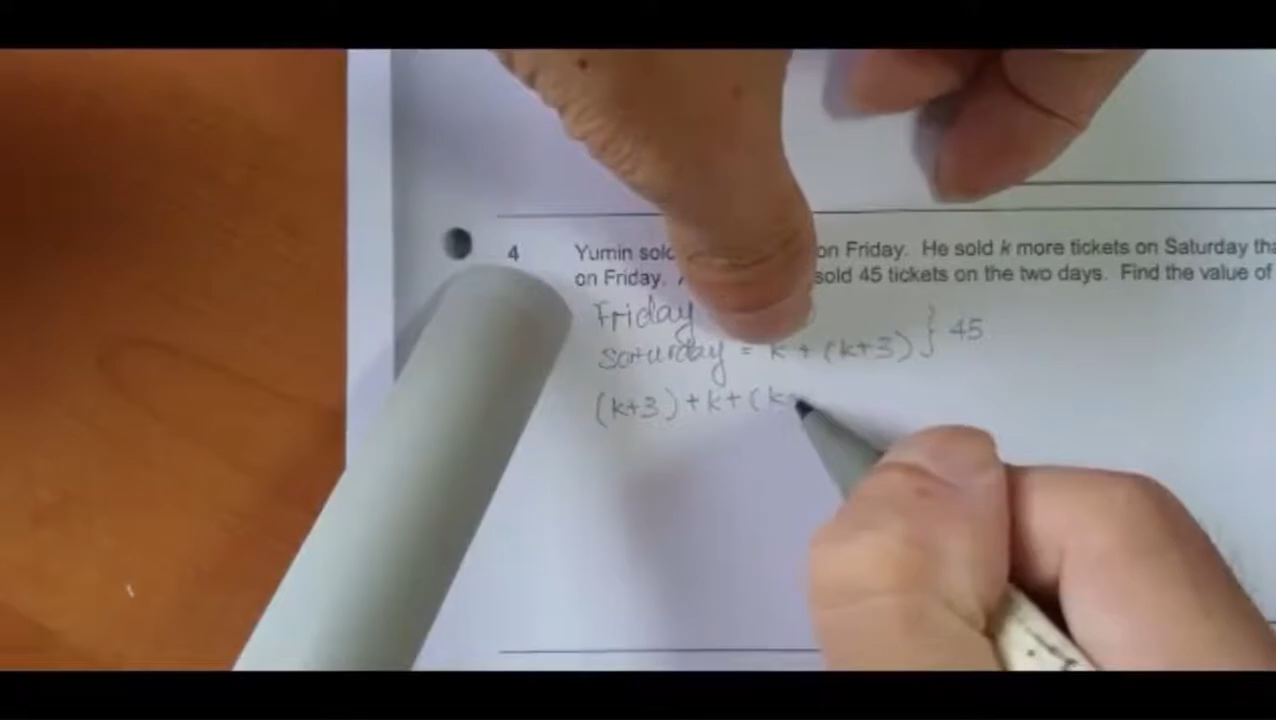 4 Yumin sold on Friday. He sold k more tickets on Saturday tha
on Friday. sold 45 tickets on the two days. Find the value of
Friday
Saturday = k + (k+3) } 45
(k+3) + k + (k